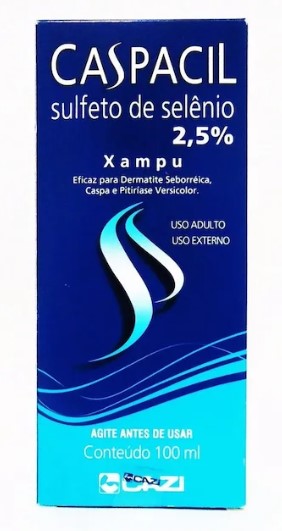 CASPACIL
sulfeto de selênio
2,5%
Xampu
Eficaz para Dermatite Seborréica,
Caspa e Pitiríase Versicolor.
USO ADULTO
USO EXTERNO
AGITE ANTES DE USAR
Conteúdo 100 ml
CAZI
CAZI